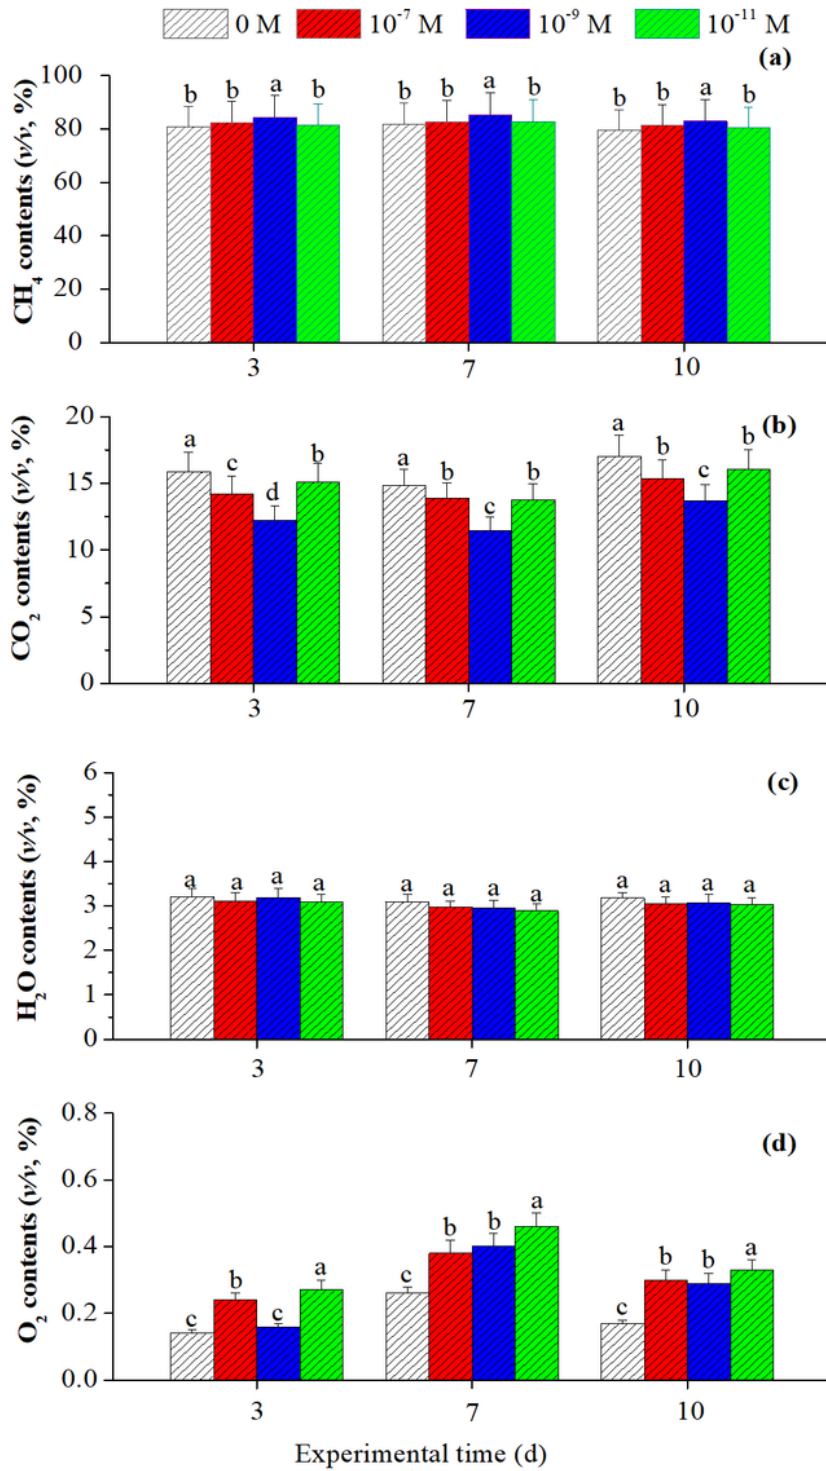 0 M 10⁻⁷ M 10⁻⁹ M 10⁻¹¹ M
(a)
CH₄ contents (v/v, %)
100
80
60
40
20
0
b b a b b b a b b b a b
3 7 10
(b)
CO₂ contents (v/v, %)
20
15
10
5
0
a c d b a b c b a b c b
3 7 10
(c)
H₂O contents (v/v, %)
6
5
4
3
2
1
0
a a a a a a a a a a a a
3 7 10
(d)
O₂ contents (v/v, %)
0.8
0.6
0.4
0.2
0.0
c b c a c b b a c b b a
3 7 10
Experimental time (d)